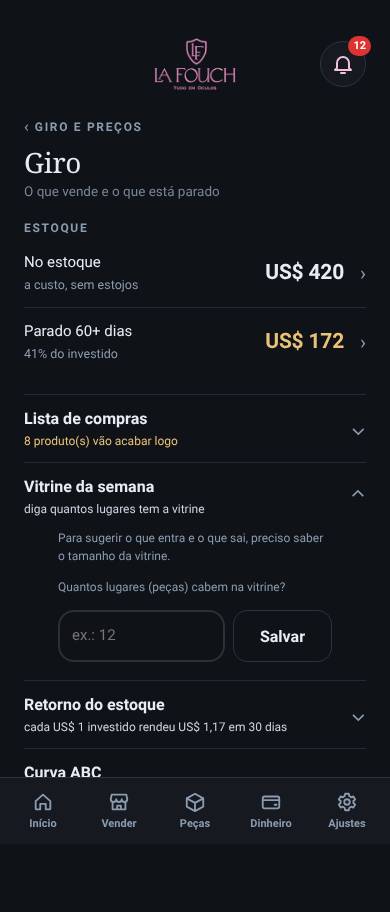 LF
LA FOUCH
TUDO EM ÓCULOS
12
‹ GIRO E PREÇOS
Giro
O que vende e o que está parado
ESTOQUE
No estoque
US$ 420 ›
a custo, sem estojos
Parado 60+ dias
US$ 172 ›
41% do investido
Lista de compras
8 produto(s) vão acabar logo
Vitrine da semana
diga quantos lugares tem a vitrine
Para sugerir o que entra e o que sai, preciso saber
o tamanho da vitrine.
Quantos lugares (peças) cabem na vitrine?
ex.: 12
Salvar
Retorno do estoque
cada US$ 1 investido rendeu US$ 1,17 em 30 dias
Curva ABC
Início Vender Peças Dinheiro Ajustes